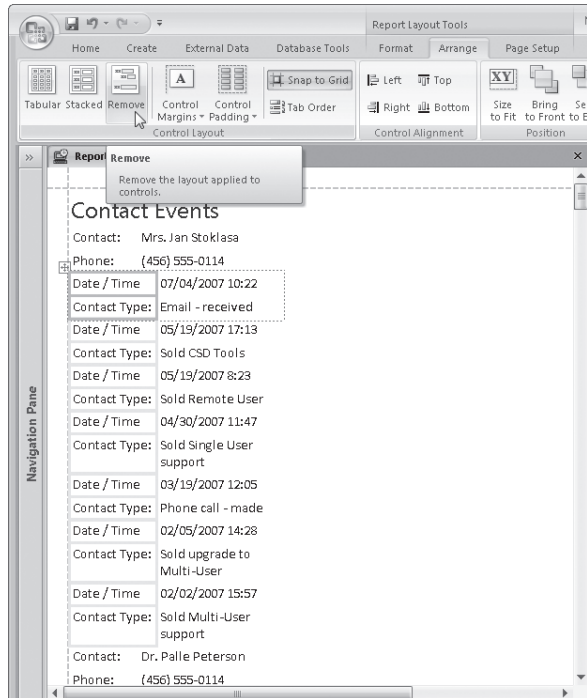 Report Layout Tools
Home Create External Data Database Tools Format Arrange Page Setup
Tabular Stacked Remove Control Margins Control Padding Snap to Grid Tab Order Left Top Right Bottom Size to Fit Bring to Front
Control Layout Control Alignment Position
Report
Remove
Remove the layout applied to
controls.
Contact Events
Contact: Mrs. Jan Stoklasa
Phone: (456) 555-0114
Date / Time 07/04/2007 10:22
Contact Type: Email - received
Date / Time 05/19/2007 17:13
Contact Type: Sold CSD Tools
Date / Time 05/19/2007 8:23
Contact Type: Sold Remote User
Date / Time 04/30/2007 11:47
Contact Type: Sold Single User
support
Date / Time 03/19/2007 12:05
Contact Type: Phone call - made
Date / Time 02/05/2007 14:28
Contact Type: Sold upgrade to
Multi-User
Date / Time 02/02/2007 15:57
Contact Type: Sold Multi-User
support
Contact: Dr. Palle Peterson
Phone: (456) 555-0114
Navigation Pane